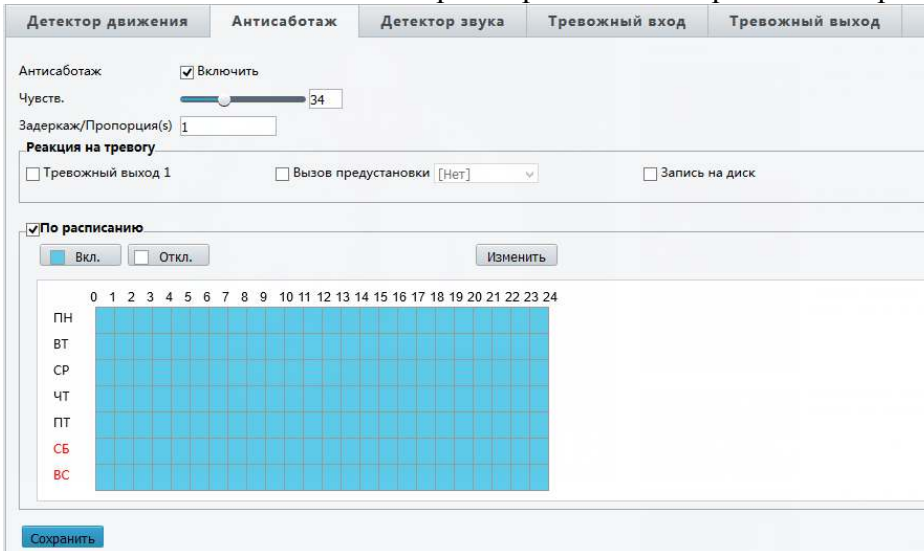 Детектор движения Антисаботаж Детектор звука Тревожный вход Тревожный выход
Антисаботаж Включить
Чувств. 34
Задеркаж/Пропорция(s) 1
Реакция на тревогу
Тревожный выход 1 Вызов предустановки [Нет] Запись на диск
По расписанию
Вкл. Откл. Изменить
0 1 2 3 4 5 6 7 8 9 10 11 12 13 14 15 16 17 18 19 20 21 22 23 24
ПН
ВТ
СР
ЧТ
ПТ
СБ
ВС
Сохранить